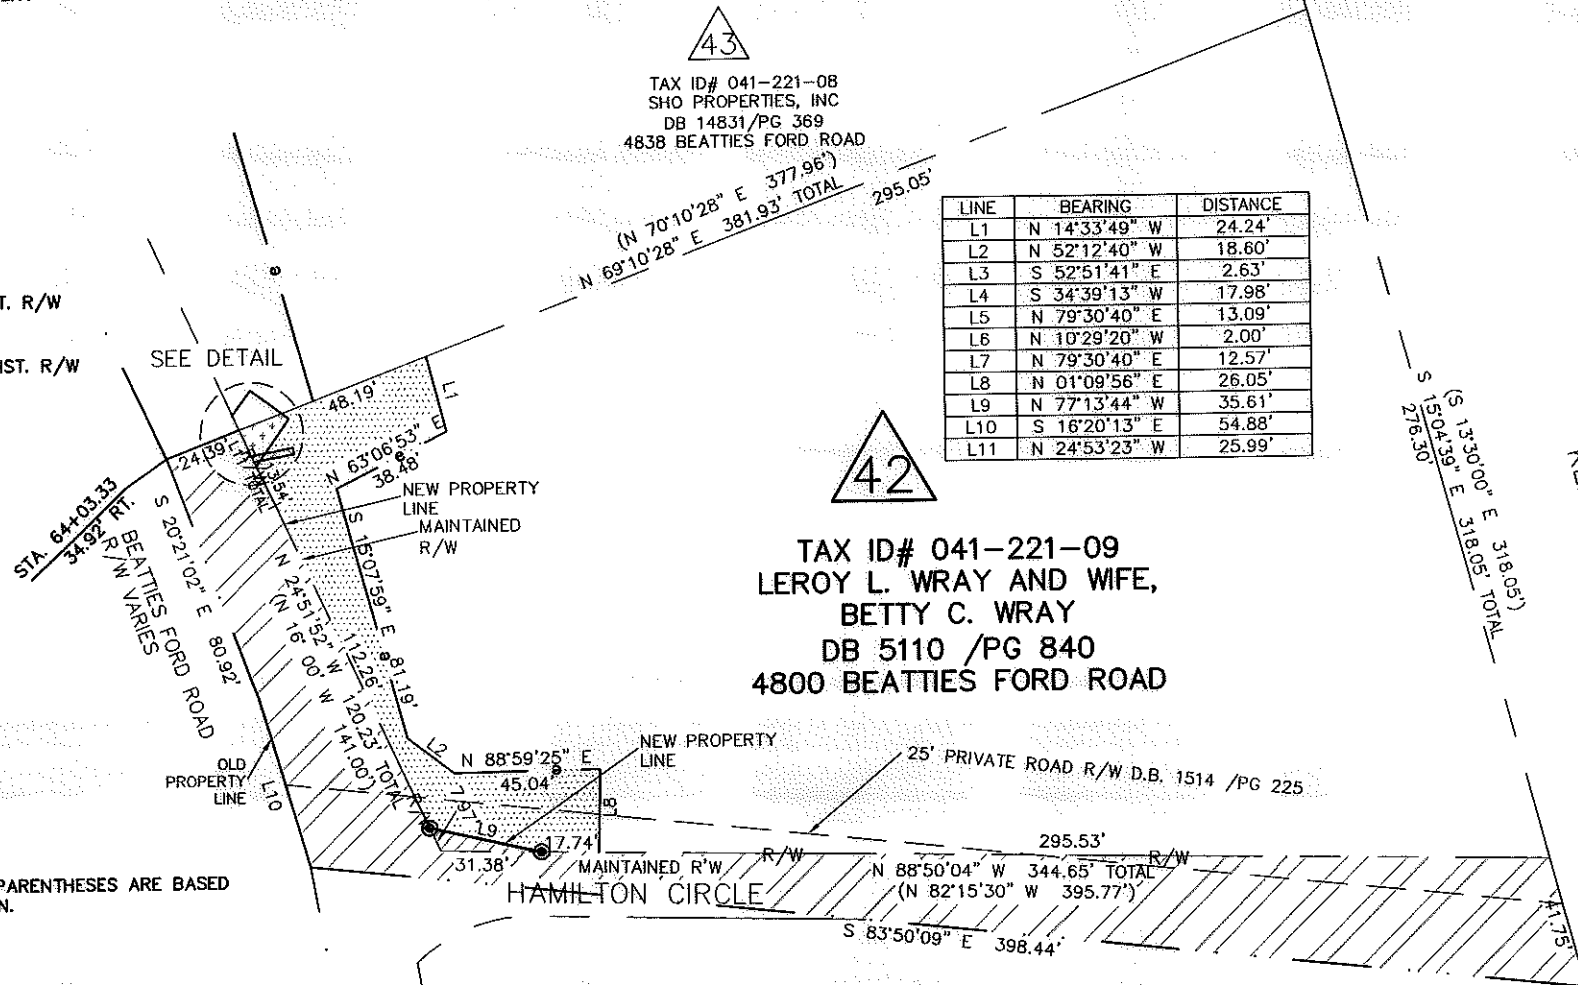 43
TAX ID# 041-221-08
SHO PROPERTIES, INC
DB 14831/PG 369
4838 BEATTIES FORD ROAD
(N 70°10'28" E 377.96')
N 69°10'28" E 381.93' TOTAL
295.05'
LINE BEARING DISTANCE
L1 N 14°33'49" W 24.24'
L2 N 52°12'40" W 18.60'
L3 S 52°51'41" E 2.63'
L4 S 34°39'13" W 17.98'
L5 N 79°30'40" E 13.09'
L6 N 10°29'20" W 2.00'
L7 N 79°30'40" E 12.57'
L8 N 01°09'56" E 26.05'
L9 N 77°13'44" W 35.61'
L10 S 16°20'13" E 54.88'
L11 N 24°53'23" W 25.99'
T. R/W
IST. R/W
SEE DETAIL
e
48.19'
L1
24.39'
TOTAL
N 63°06'53" E
e
38.48'
NEW PROPERTY
LINE
MAINTAINED
R/W
STA. 64+03.33
34.92' RT.
S 20°21'02" E 80.92'
BEATTIES FORD ROAD
R/W VARIES
S 15°07'59" E
e
81.19'
112.26'
N 24°51'52" W 120.23' TOTAL
(N 16° 00' W 141.00')
42
TAX ID# 041-221-09
LEROY L. WRAY AND WIFE,
BETTY C. WRAY
DB 5110 /PG 840
4800 BEATTIES FORD ROAD
(S 13°30'00" E 318.05')
S 15°04'39" E 318.05' TOTAL
276.30'
OLD
PROPERTY
LINE
L10
L2
N 88°59'25" E
e
45.04'
NEW PROPERTY
LINE
L8
7.97'
L9
17.74'
31.38'
25' PRIVATE ROAD R/W D.B. 1514 /PG 225
MAINTAINED R'W
R/W
295.53'
R/W
N 88°50'04" W 344.65' TOTAL
(N 82°15'30" W 395.77')
HAMILTON CIRCLE
S 83°50'09" E 398.44'
41.75'
PARENTHESES ARE BASED
N.